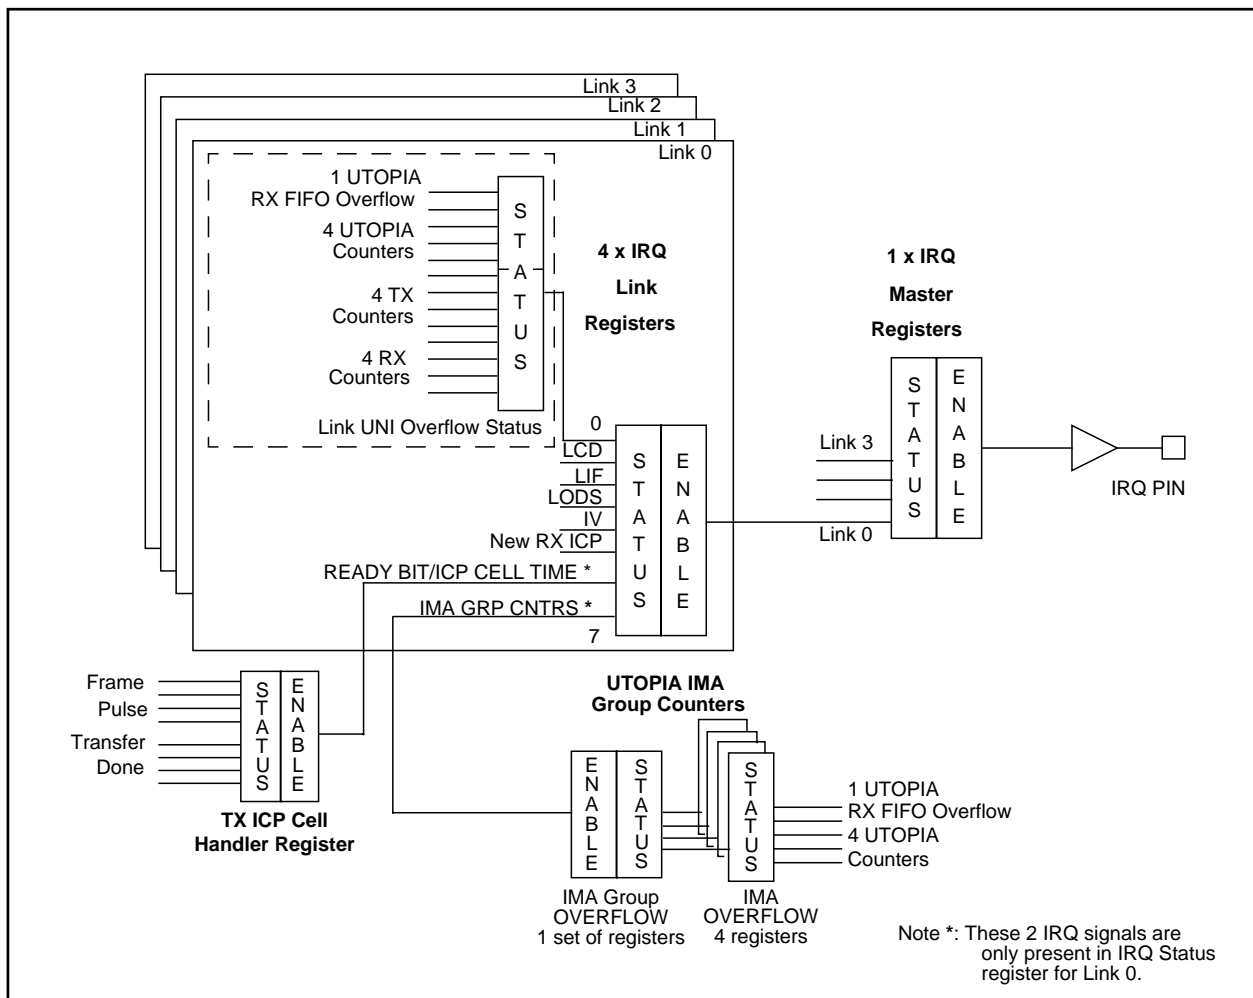 Link 3
Link 2
Link 1
Link 0
1 UTOPIA
RX FIFO Overflow
4 UTOPIA
Counters
4 TX
Counters
4 RX
Counters
STATUS
Link UNI Overflow Status
4 x IRQ
Link
Registers
0
LCD
LIF
LODS
IV
New RX ICP
READY BIT/ICP CELL TIME *
IMA GRP CNTRS *
7
STATUS
ENABLE
1 x IRQ
Master
Registers
Link 3
Link 0
STATUS
ENABLE
IRQ PIN
Frame
Pulse
Transfer
Done
STATUS
ENABLE
TX ICP Cell
Handler Register
UTOPIA IMA
Group Counters
ENABLE
STATUS
STATUS
1 UTOPIA
RX FIFO Overflow
4 UTOPIA
Counters
IMA Group
OVERFLOW
1 set of registers
IMA
OVERFLOW
4 registers
Note *: These 2 IRQ signals are
only present in IRQ Status
register for Link 0.